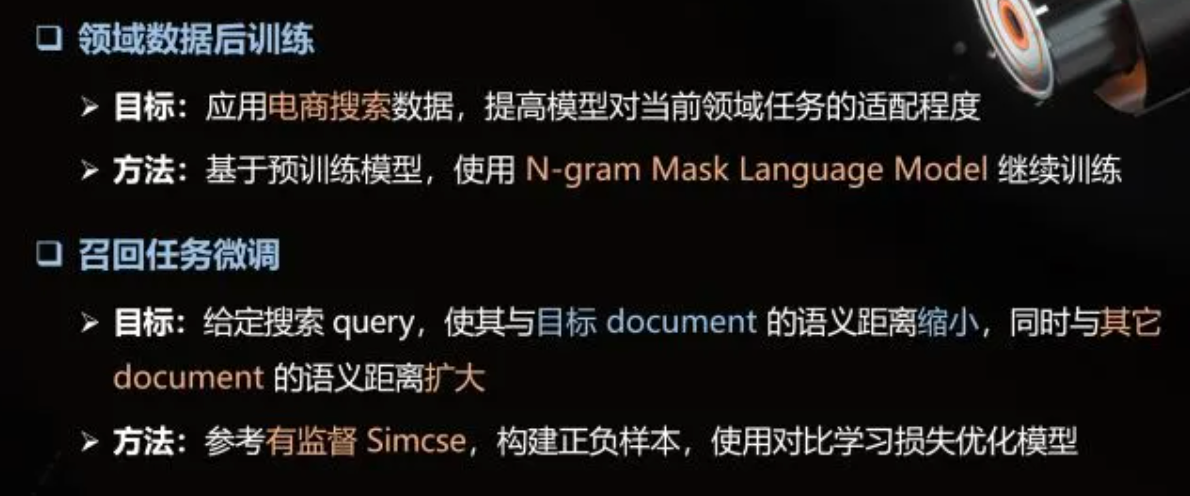 ❑ 领域数据后训练
➢ 目标：应用电商搜索数据，提高模型对当前领域任务的适配程度
➢ 方法：基于预训练模型，使用 N-gram Mask Language Model 继续训练
❑ 召回任务微调
➢ 目标：给定搜索 query，使其与目标 document 的语义距离缩小，同时与其它
document 的语义距离扩大
➢ 方法：参考有监督 Simcse，构建正负样本，使用对比学习损失优化模型